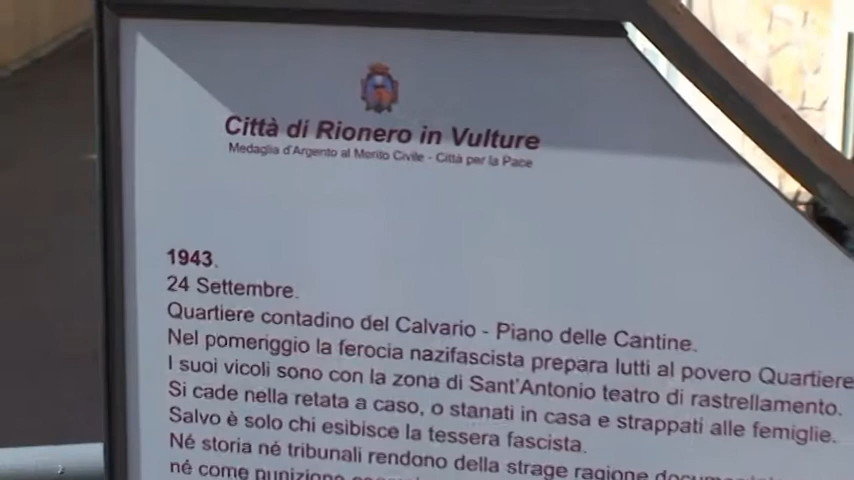 Città di Rionero in Vulture
Medaglia d'Argento al Merito Civile - Città per la Pace
1943.
24 Settembre.
Quartiere contadino del Calvario - Piano delle Cantine.
Nel pomeriggio la ferocia nazifascista prepara lutti al povero Quartiere
I suoi vicoli sono con la zona di Sant'Antonio teatro di rastrellamento.
Si cade nella retata a caso, o stanati in casa e strappati alle famiglie.
Salvo è solo chi esibisce la tessera fascista.
Né storia né tribunali rendono della strage ragione
né come punizione